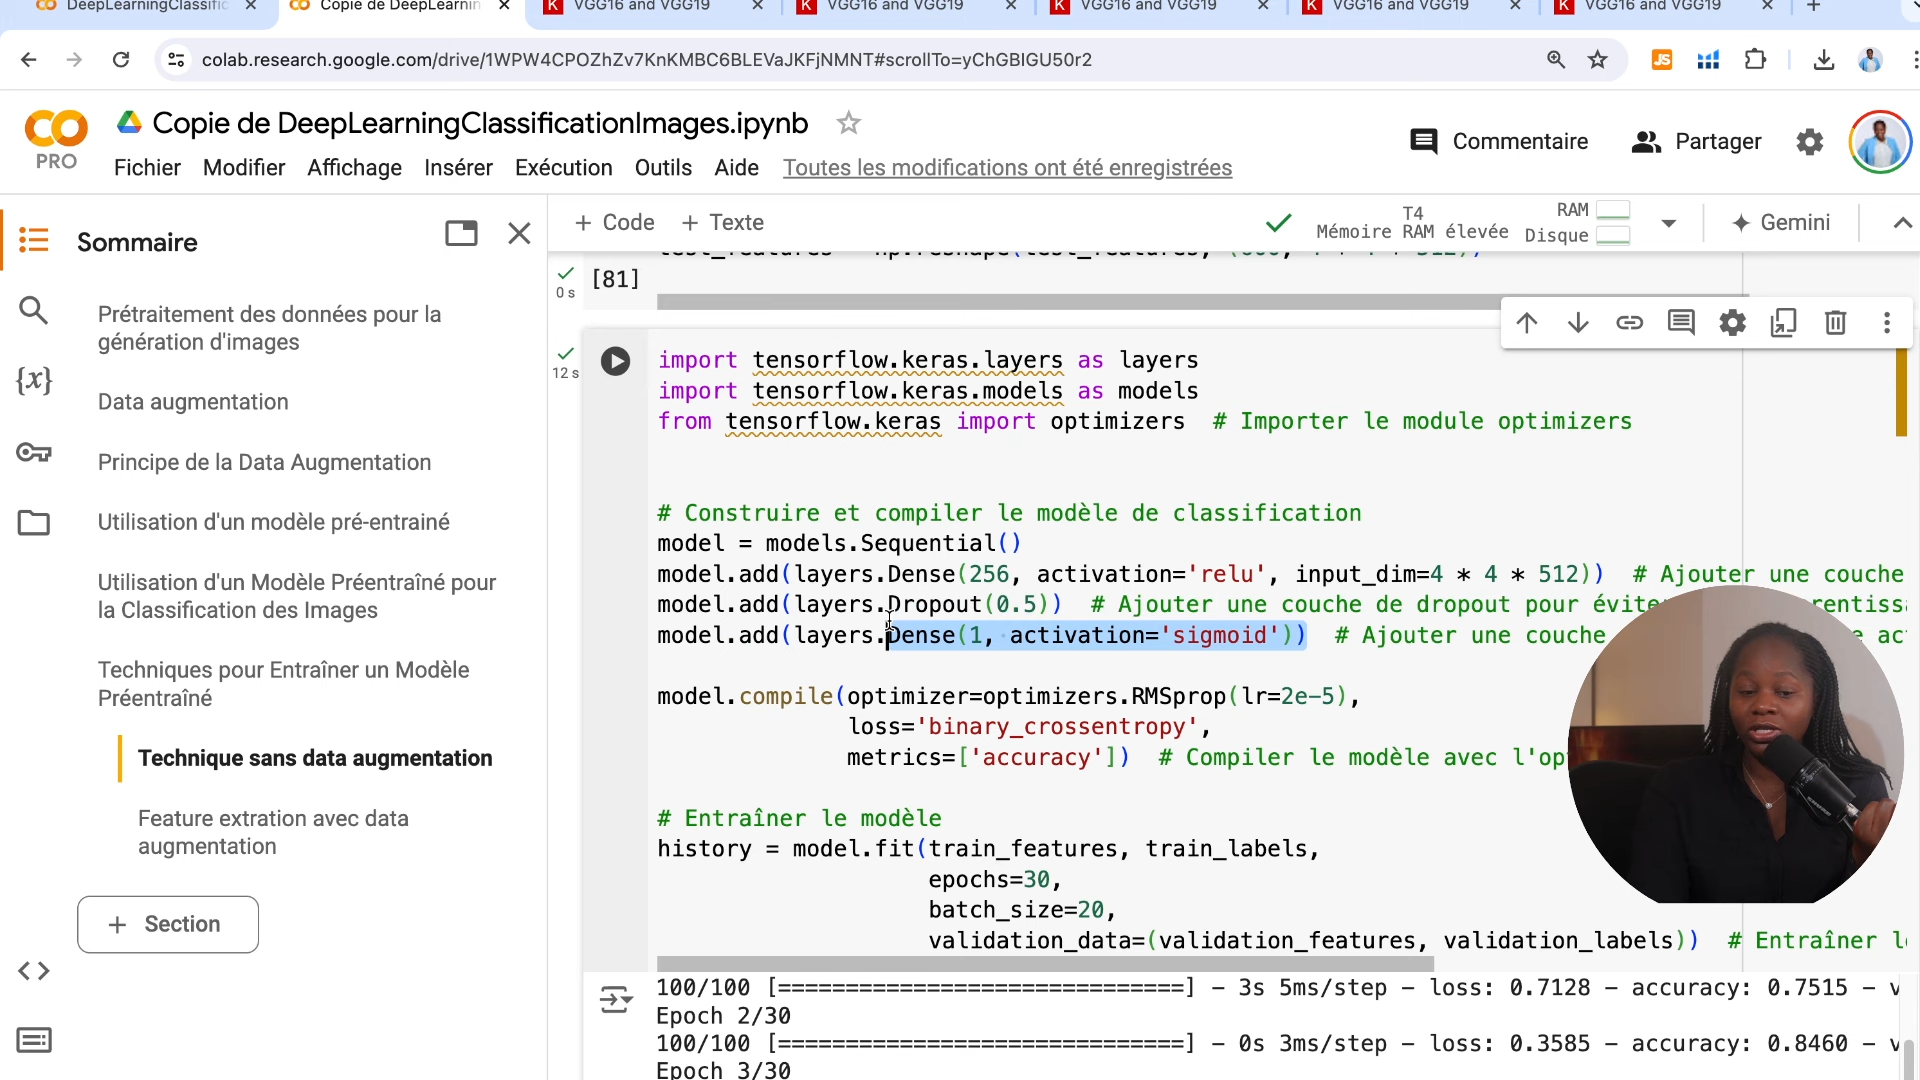 DeepLearningClassific
Copie de DeepLearnin
VGG16 and VGG19
VGG16 and VGG19
VGG16 and VGG19
VGG16 and VGG19
VGG16 and VGG19
colab.research.google.com/drive/1WPW4CPOZhZv7KnKMBC6BLEVaJKFjNMNT#scrollTo=yChGBIGU50r2
JS
PRO
Copie de DeepLearningClassificationImages.ipynb
Commentaire
Partager
Fichier Modifier Affichage Insérer Exécution Outils Aide Toutes les modifications ont été enregistrées
Sommaire
+ Code + Texte
T4
Mémoire RAM élevée
RAM
Disque
Gemini
Prétraitement des données pour la
génération d'images
Data augmentation
Principe de la Data Augmentation
Utilisation d'un modèle pré-entrainé
Utilisation d'un Modèle Préentraîné pour
la Classification des Images
Techniques pour Entraîner un Modèle
Préentraîné
Technique sans data augmentation
Feature extration avec data
augmentation
+ Section
{x}
[81]
0 s
12 s
import tensorflow.keras.layers as layers
import tensorflow.keras.models as models
from tensorflow.keras import optimizers # Importer le module optimizers
# Construire et compiler le modèle de classification
model = models.Sequential()
model.add(layers.Dense(256, activation='relu', input_dim=4 * 4 * 512)) # Ajouter une couche
model.add(layers.Dropout(0.5)) # Ajouter une couche de dropout pour évite
model.add(layers.Dense(1, activation='sigmoid')) # Ajouter une couche
model.compile(optimizer=optimizers.RMSprop(lr=2e-5),
loss='binary_crossentropy',
metrics=['accuracy']) # Compiler le modèle avec l'op
# Entraîner le modèle
history = model.fit(train_features, train_labels,
epochs=30,
batch_size=20,
validation_data=(validation_features, validation_labels)) # Entraîner l
100/100 [==============================] - 3s 5ms/step - loss: 0.7128 - accuracy: 0.7515 - v
Epoch 2/30
100/100 [==============================] - 0s 3ms/step - loss: 0.3585 - accuracy: 0.8460 - v
Epoch 3/30